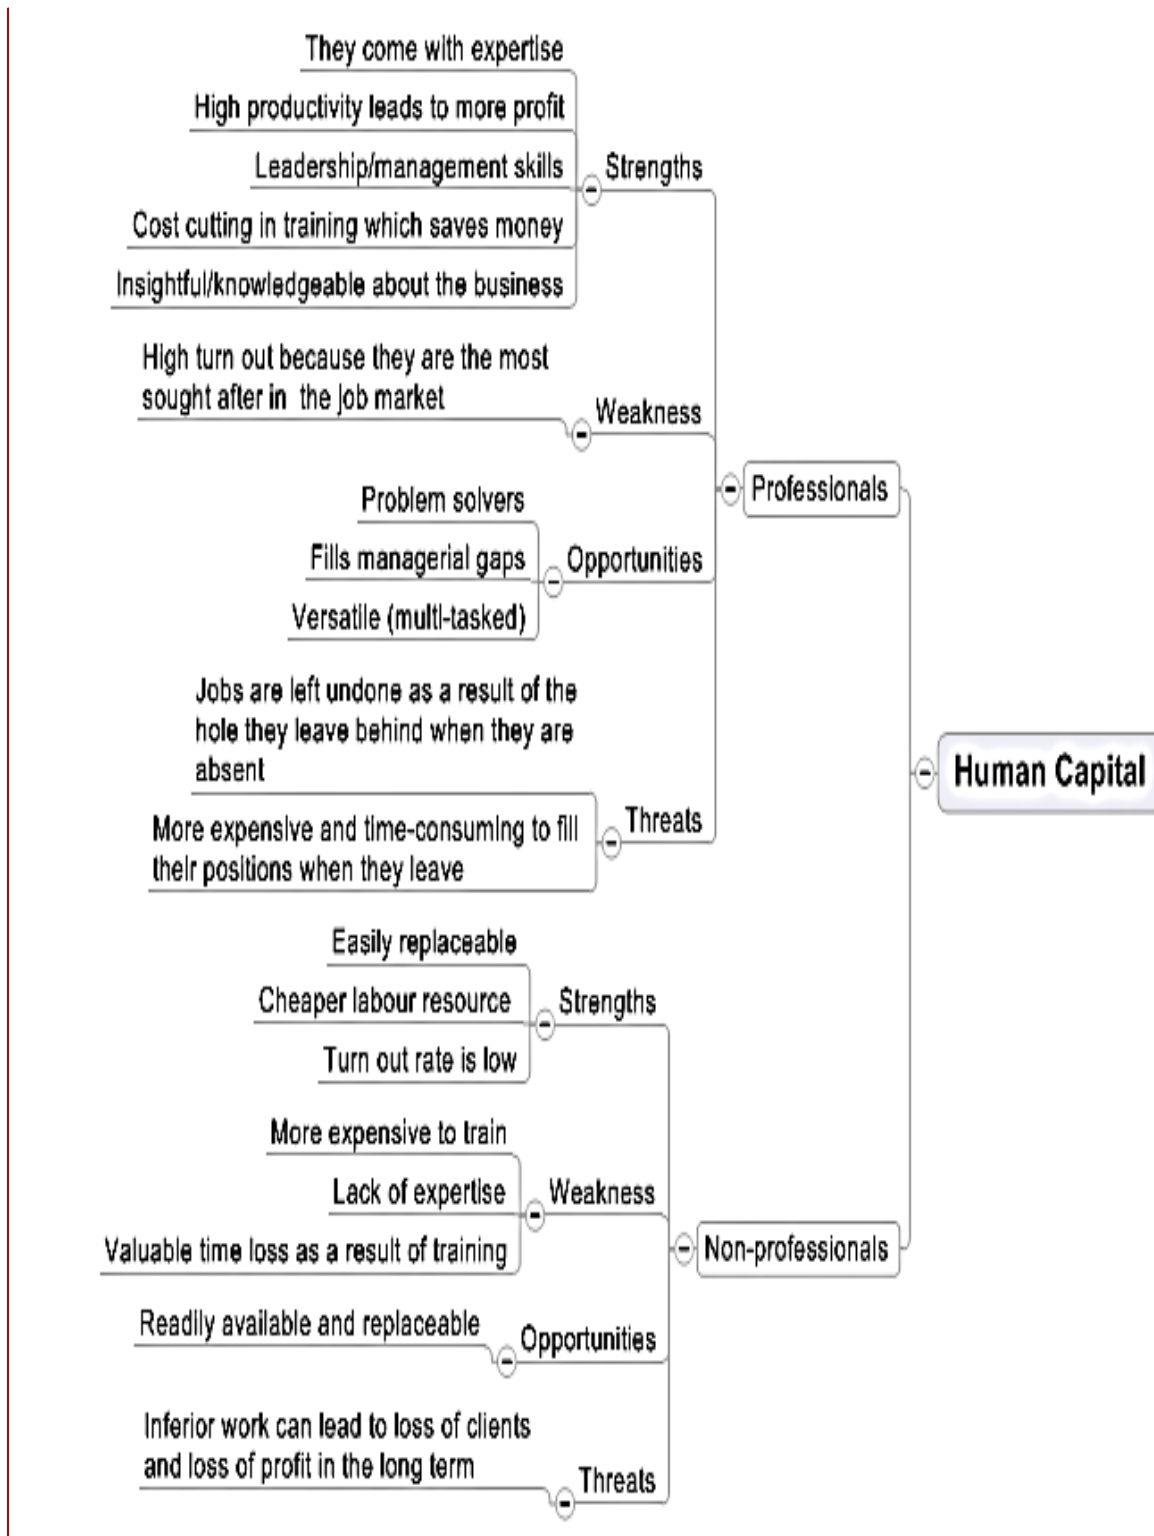 They come with expertise
High productivity leads to more profit
Leadership/management skills
Strengths
Cost cutting in training which saves money
Insightful/knowledgeable about the business
High turn out because they are the most
sought after in the job market
Weakness
Professionals
Problem solvers
Fills managerial gaps
Opportunities
Versatile (multi-tasked)
Jobs are left undone as a result of the
hole they leave behind when they are
absent
Threats
More expensive and time-consuming to fill
their positions when they leave
Human Capital
Easily replaceable
Cheaper labour resource
Strengths
Turn out rate is low
More expensive to train
Lack of expertise
Weakness
Valuable time loss as a result of training
Non-professionals
Readily available and replaceable
Opportunities
Inferior work can lead to loss of clients
and loss of profit in the long term
Threats